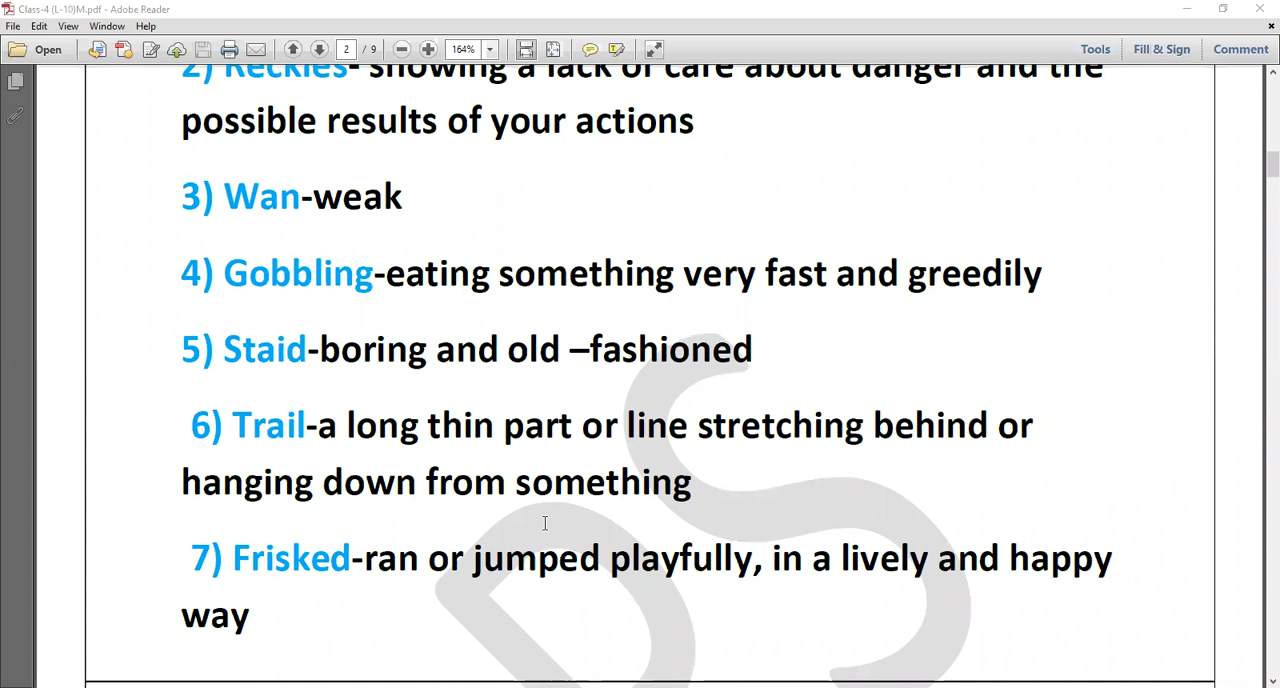 Class-4 (L-10)M.pdf - Adobe Reader
File Edit View Window Help
Open 2 / 9 164% Tools Fill & Sign Comment
2) Reckles- showing a lack of care about danger and the
possible results of your actions
3) Wan-weak
4) Gobbling-eating something very fast and greedily
5) Staid-boring and old –fashioned
6) Trail-a long thin part or line stretching behind or
hanging down from something
7) Frisked-ran or jumped playfully, in a lively and happy
way
DS